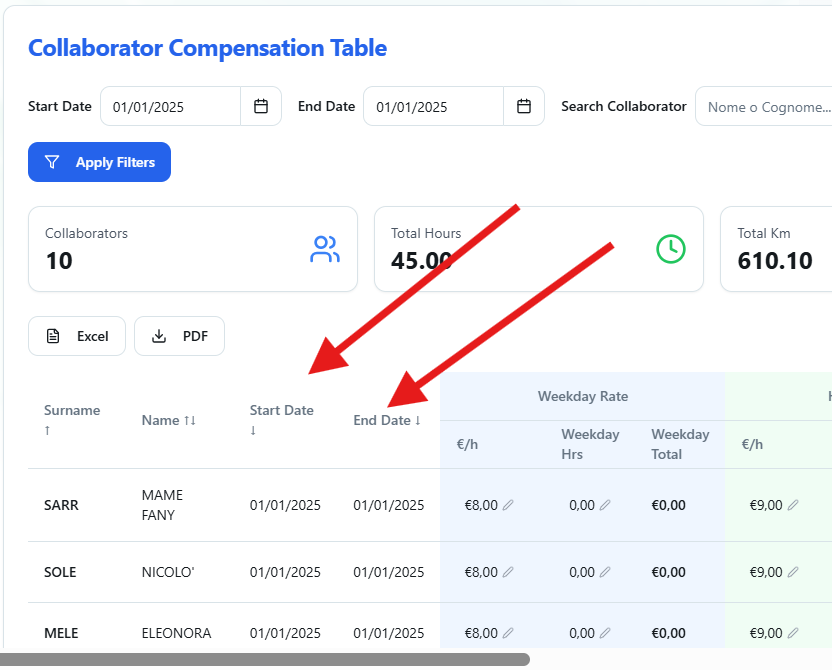 Collaborator Compensation Table
Start Date 01/01/2025 End Date 01/01/2025 Search Collaborator Nome o Cognome...
Apply Filters
Collaborators Total Hours Total Km
10 45.00 610.10
Excel PDF
Weekday Rate
Surname ↑ Name ↑↓ Start Date ↓ End Date ↓ €/h Weekday Hrs Weekday Total €/h
SARR MAME FANY 01/01/2025 01/01/2025 €8,00 0,00 €0,00 €9,00
SOLE NICOLO' 01/01/2025 01/01/2025 €8,00 0,00 €0,00 €9,00
MELE ELEONORA 01/01/2025 01/01/2025 €8,00 0,00 €0,00 €9,00